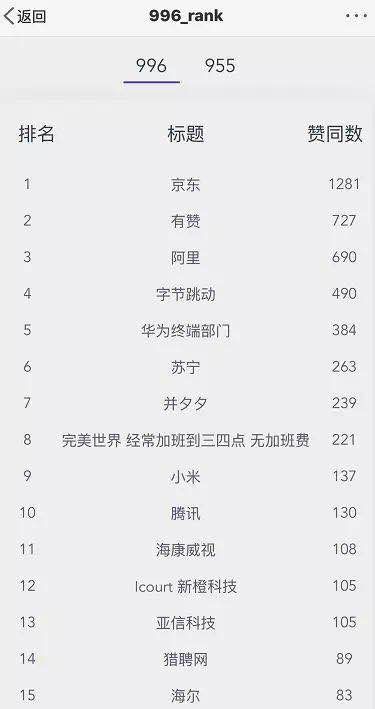 返回 996_rank ···
996 955
排名 标题 赞同数
1 京东 1281
2 有赞 727
3 阿里 690
4 字节跳动 490
5 华为终端部门 384
6 苏宁 263
7 并夕夕 239
8 完美世界 经常加班到三四点 无加班费 221
9 小米 137
10 腾讯 130
11 海康威视 108
12 Icourt 新橙科技 105
13 亚信科技 105
14 猎聘网 89
15 海尔 83